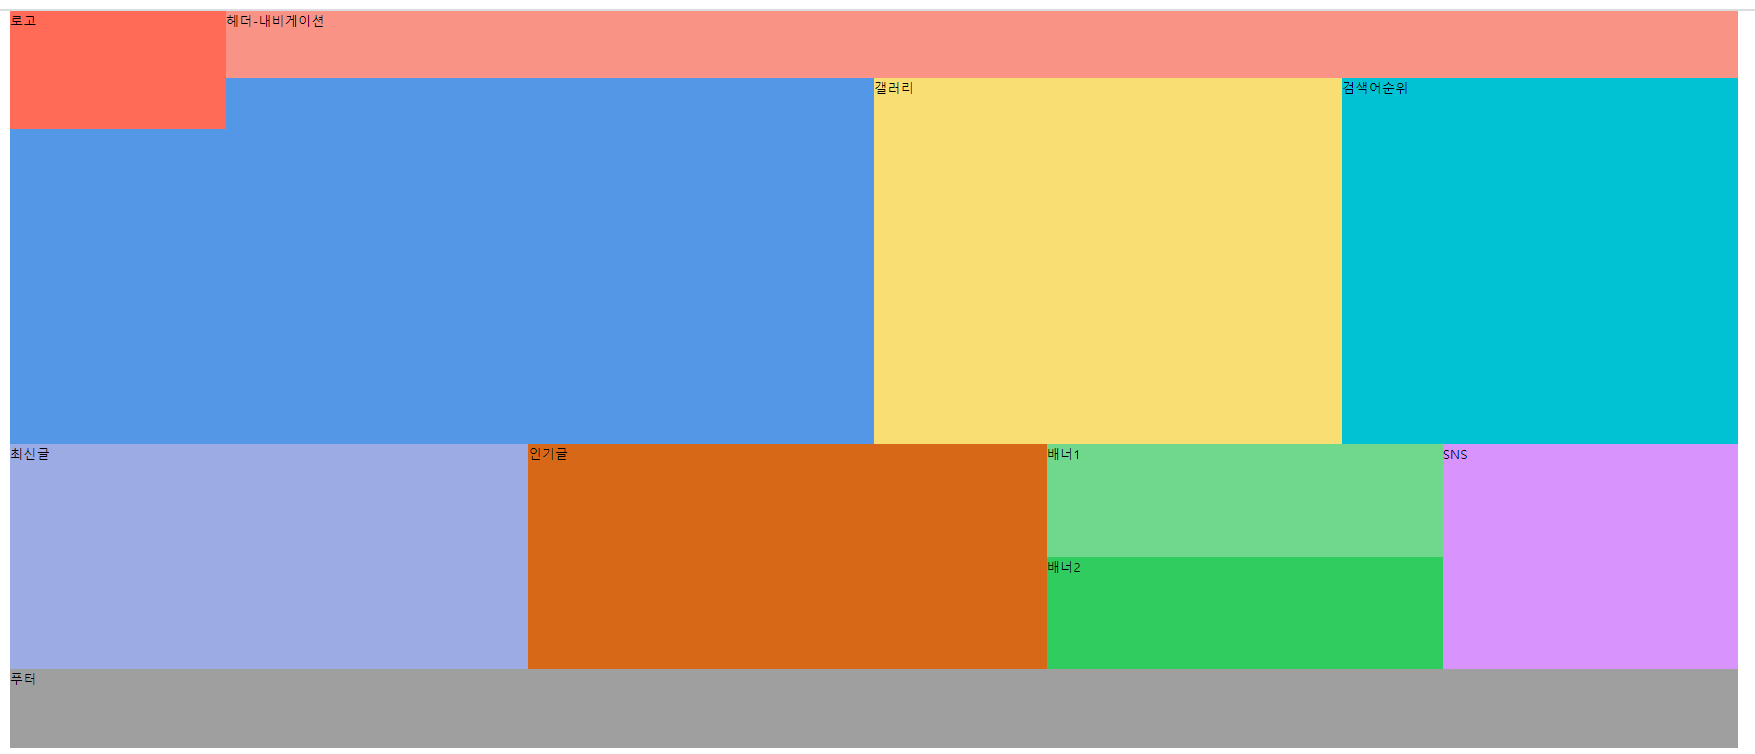 로고
헤더-내비게이션
갤러리
검색어순위
최신글
인기글
배너1
SNS
배너2
푸터